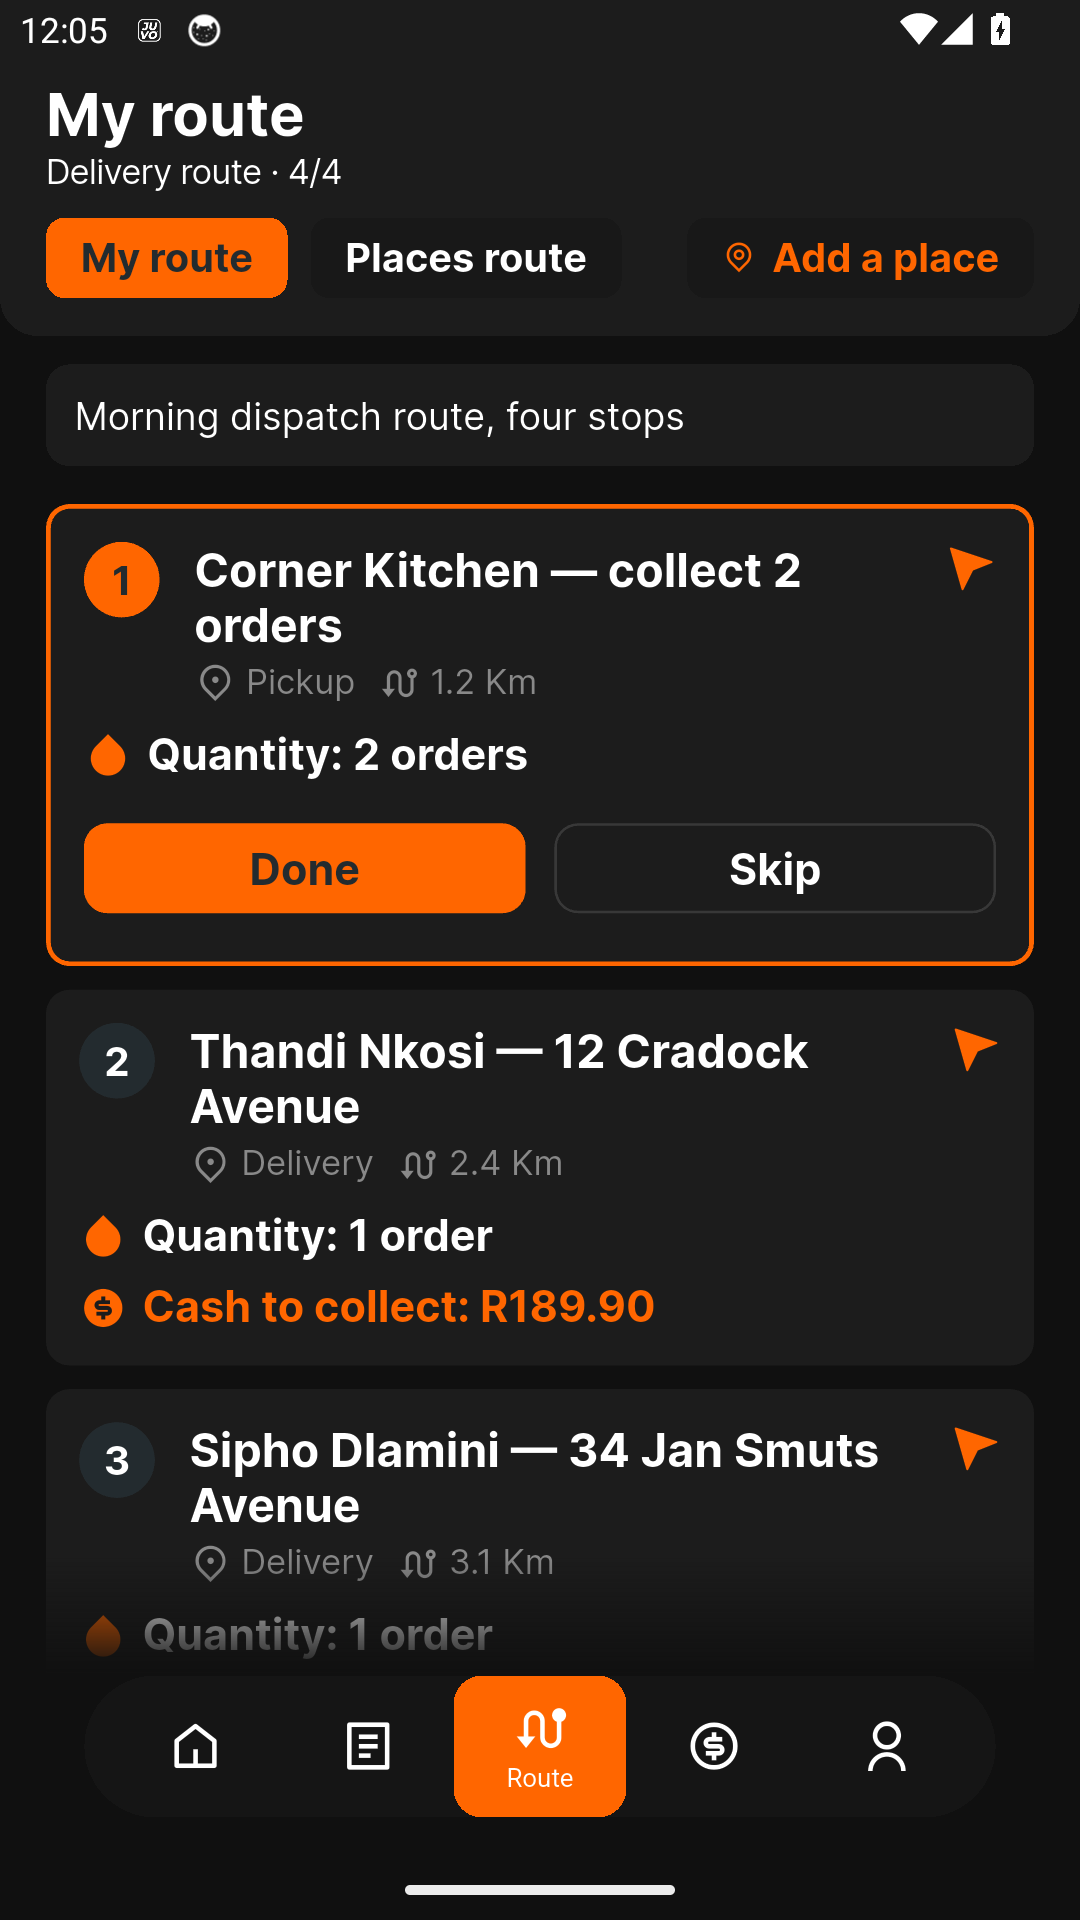 12:05
JU
VO
My route
Delivery route · 4/4
My route
Places route
Add a place
Morning dispatch route, four stops
1
Corner Kitchen — collect 2
orders
Pickup
1.2 Km
Quantity: 2 orders
Done
Skip
2
Thandi Nkosi — 12 Cradock
Avenue
Delivery
2.4 Km
Quantity: 1 order
Cash to collect: R189.90
3
Sipho Dlamini — 34 Jan Smuts
Avenue
Delivery
3.1 Km
Quantity: 1 order
Route